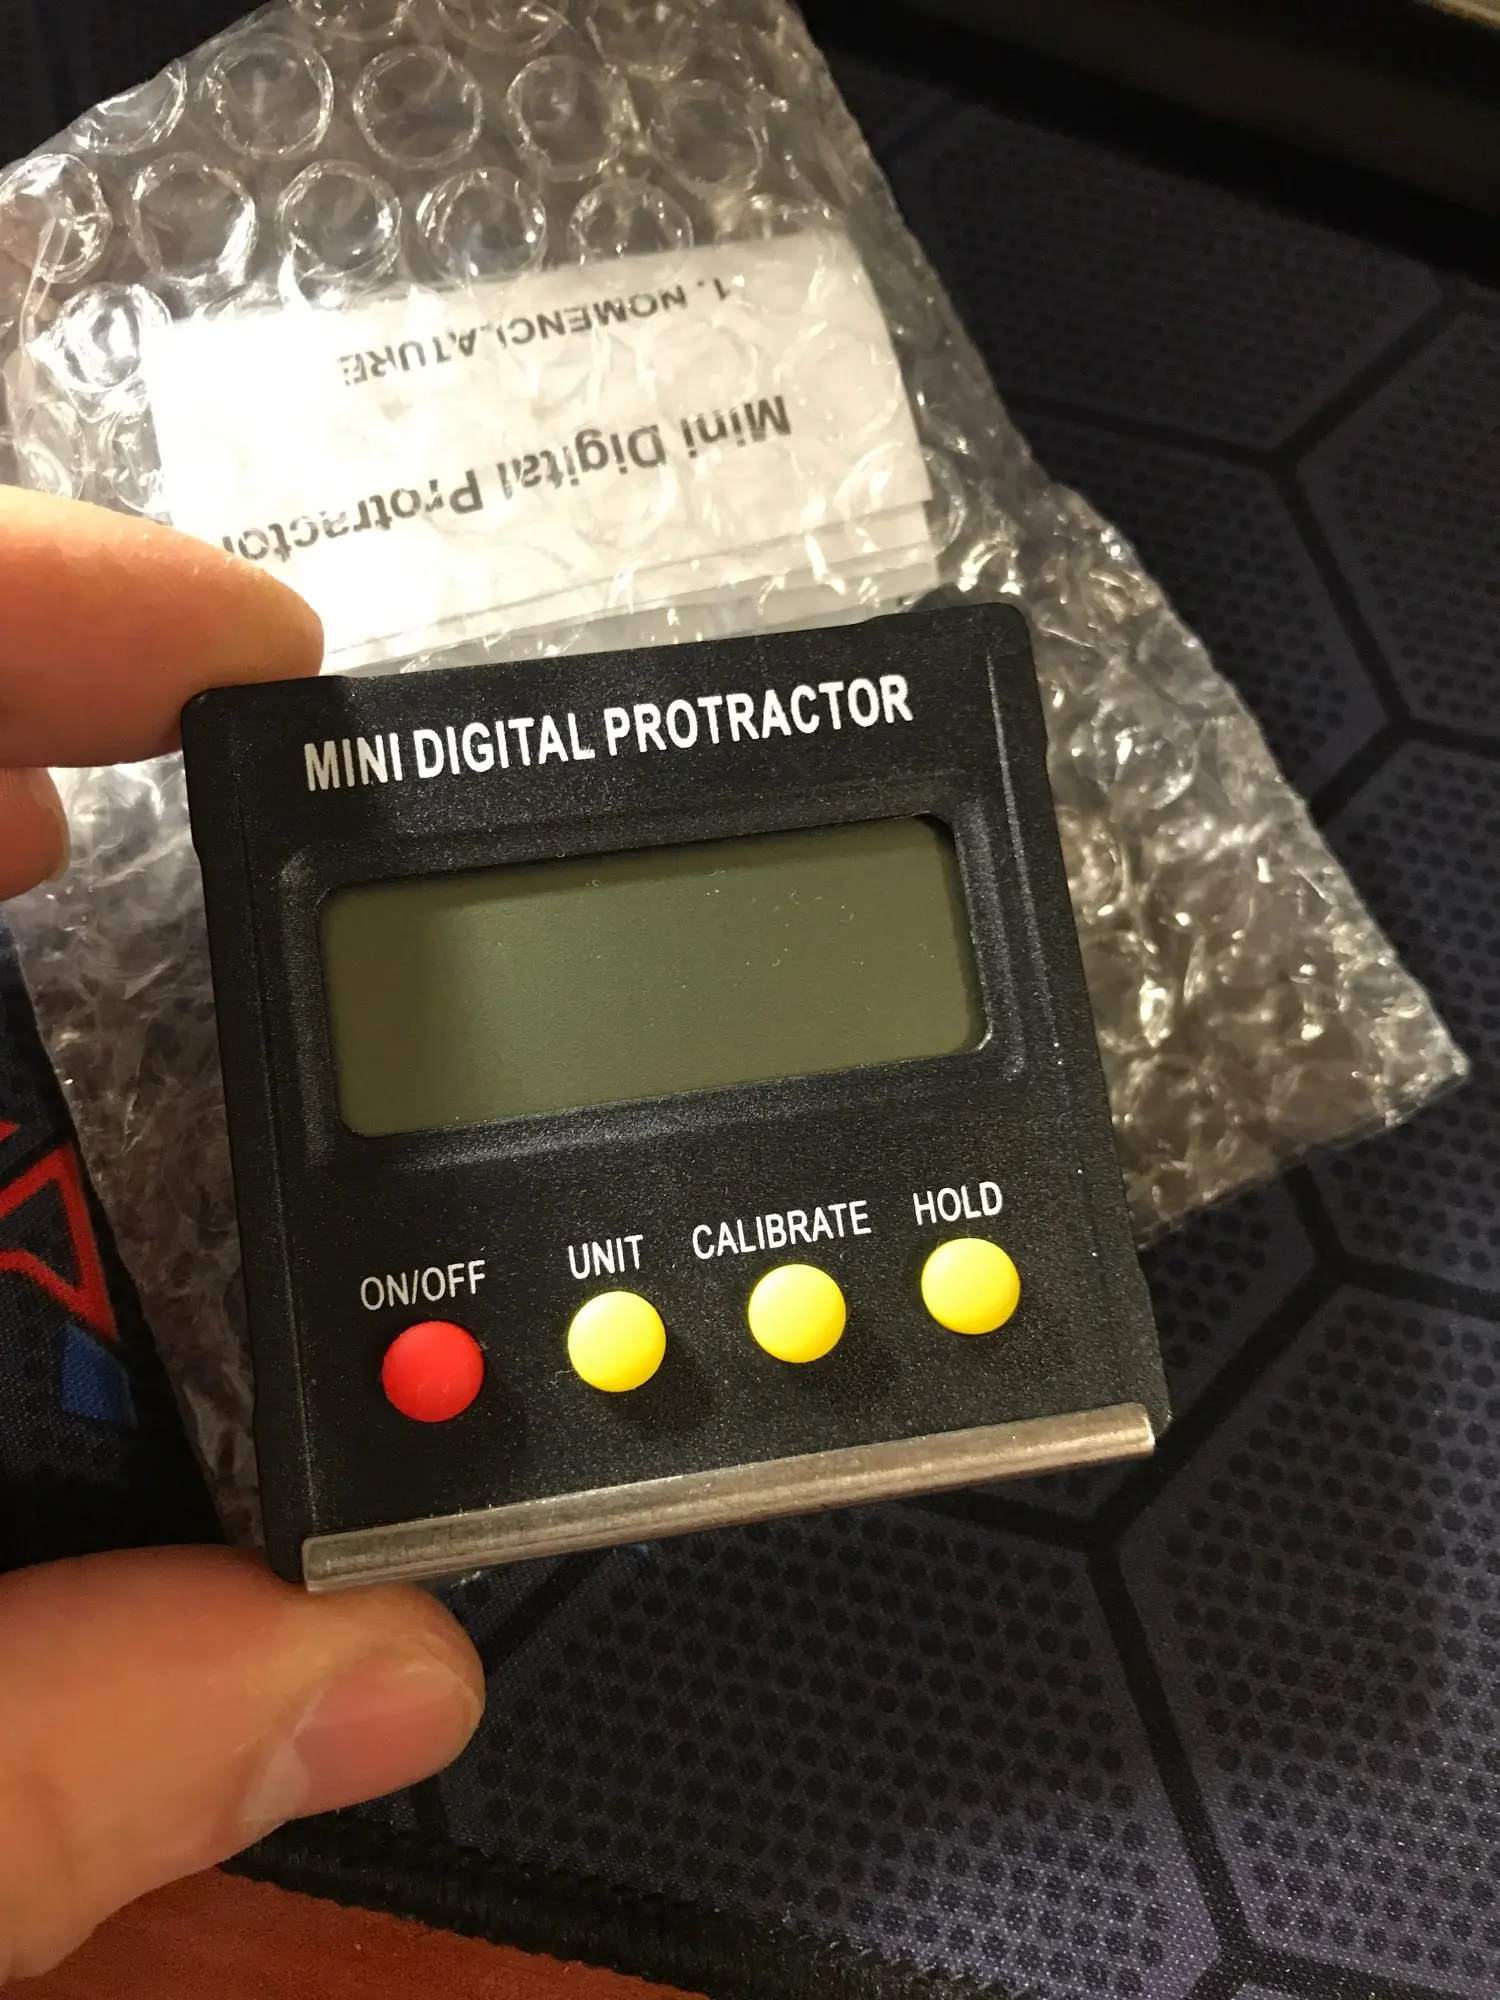 1. NOMENCLATURE
Mini Digital Protractor
MINI DIGITAL PROTRACTOR
ON/OFF UNIT CALIBRATE HOLD